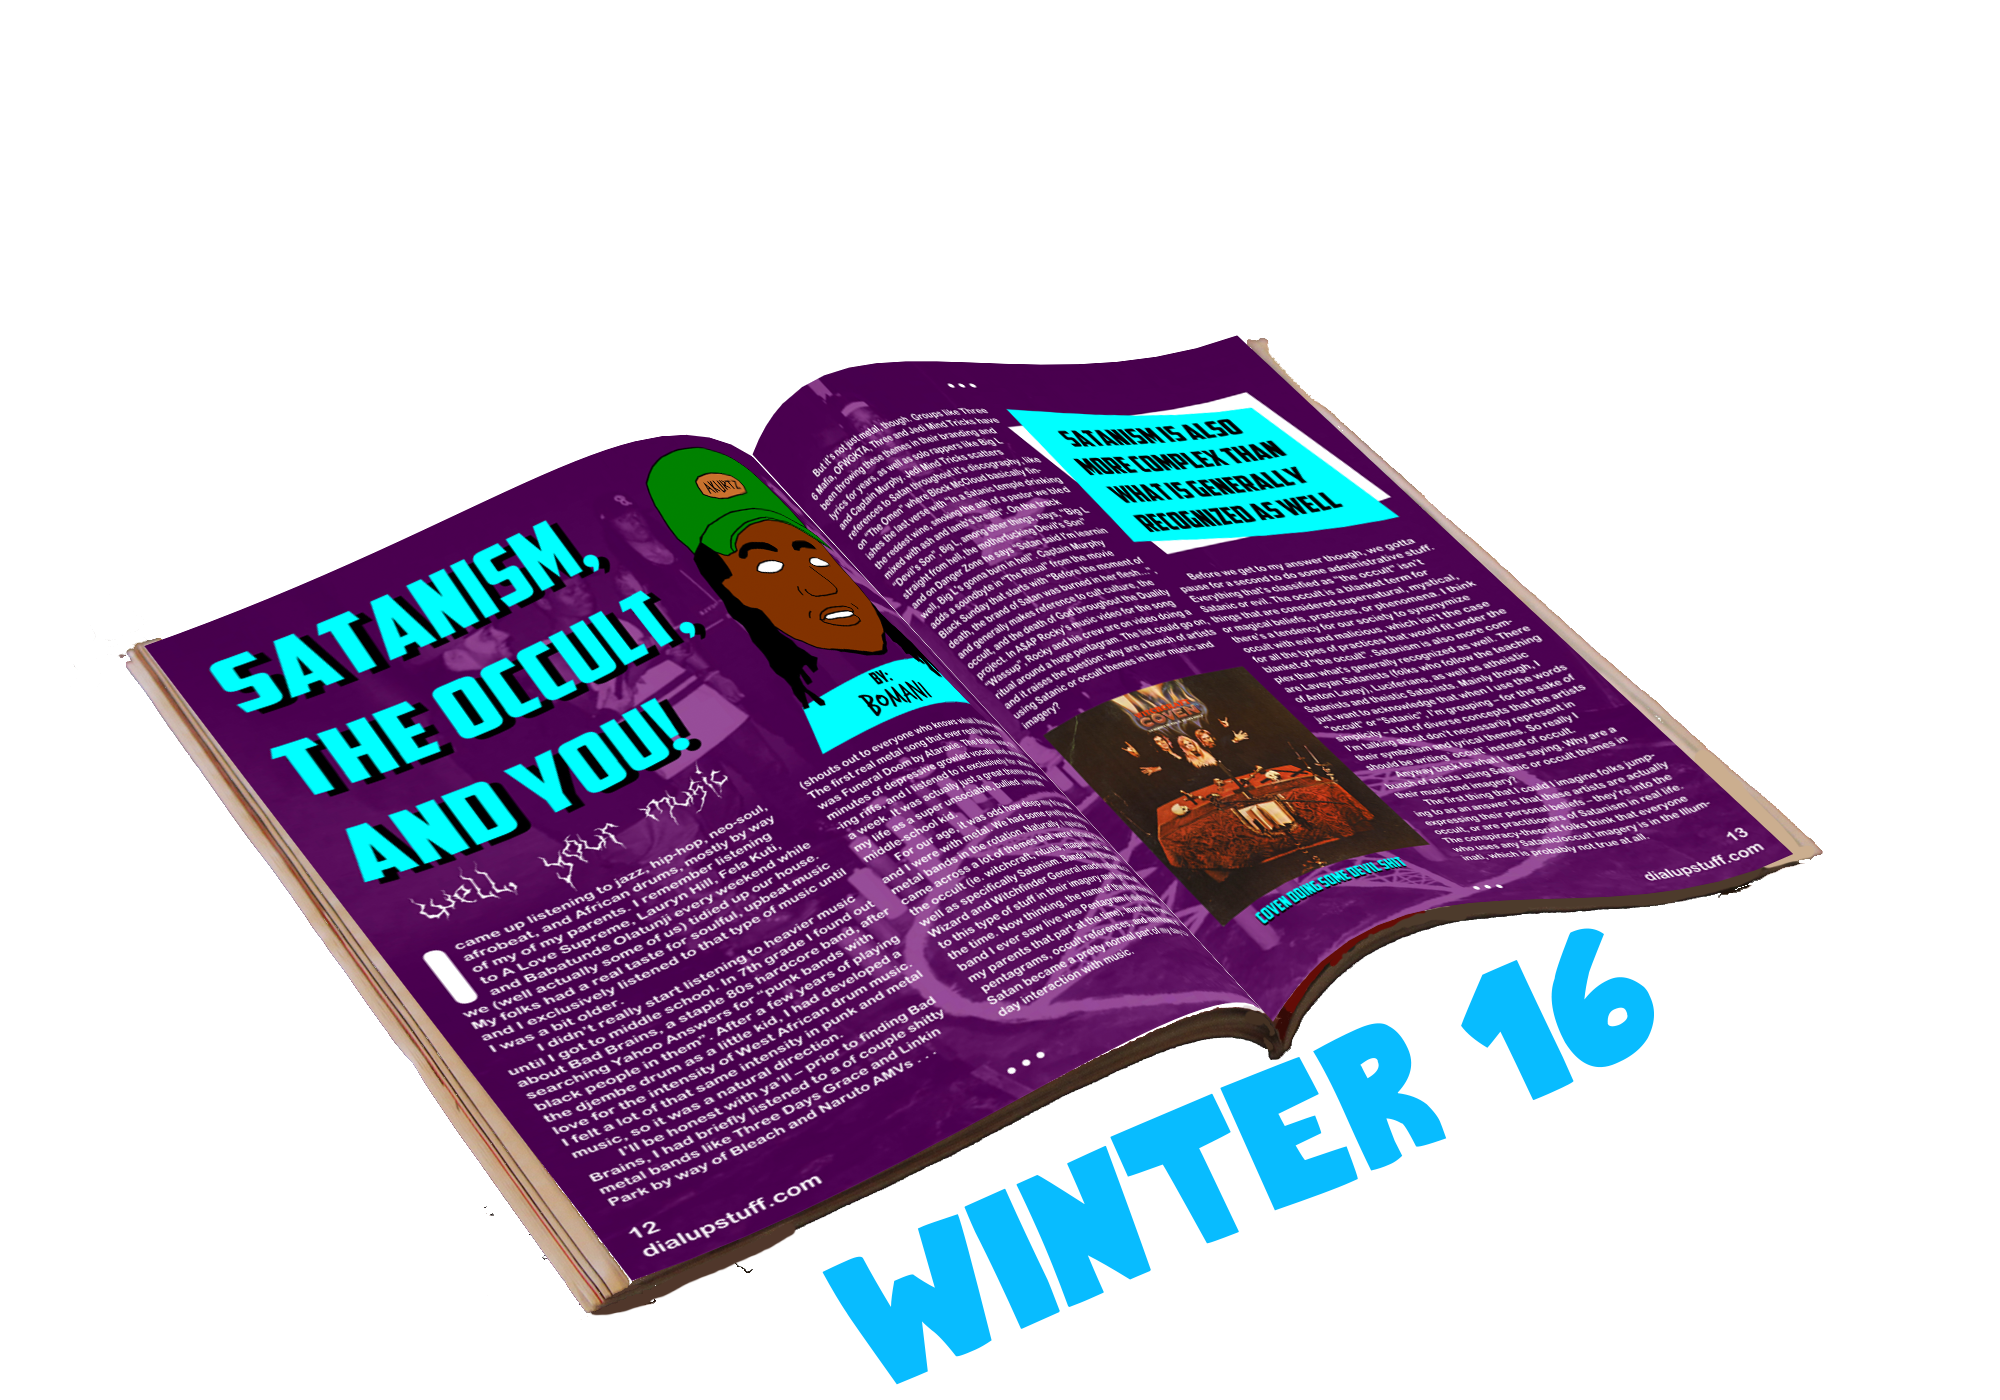 SATANISM,
THE OCCULT,
AND YOU!
well, your music
AKURTZ
BY:
BOMANI
I came up listening to jazz, hip-hop, neo-soul,
afrobeat, and African drums, mostly by way
of my of my parents. I remember listening
to A Love Supreme, Lauryn Hill, Fela Kuti,
and Babatunde Olatunji every weekend while
we (well actually some of us) tidied up our house.
My folks had a real taste for soulful, upbeat music
and I exclusively listened to that type of music until
I was a bit older.
I didn't really start listening to heavier music
until I got to middle school. In 7th grade I found out
about Bad Brains, a staple 80s hardcore band, after
searching Yahoo Answers for "punk bands with
black people in them". After a few years of playing
the djembe drum as a little kid, I had developed a
love for the intensity of West African drum music.
I felt a lot of that same intensity in punk and metal
music, so it was a natural direction.
I'll be honest with ya'll – prior to finding Bad
Brains, I had briefly listened to a of couple shitty
metal bands like Three Days Grace and Linkin
Park by way of Bleach and Naruto AMVs . . .
12
dialupstuff.com
(shouts out to everyone who knows what
The first real metal song that ever
was Funeral Doom by Ataraxie. The track
minutes of depressive growled vocals and
-ing riffs, and I listened to it exclusively
a week. It was actually just a great theme
my life as a super unsociable, bullied
middle-school kid.
For our age, it was odd how deep
and I were with metal. We had some
metal bands in the rotation. Naturally
came across a lot of themes that were
the occult (ie. witchcraft, rituals,
well as specifically Satanism. Bands
Wizard and Witchfinder General made
to this type of stuff in their imagery
the time. Now thinking, the name of the
band I ever saw live was Pentagram
my parents that part at the time). Inverted
pentagrams, occult references, and
Satan became a pretty normal part of my
day interaction with music.
• • •
• • •
But it's not just metal, though. Groups like Three
6 Mafia, OFWGKTA, Three and Jedi Mind Tricks have
been throwing these themes in their branding and
lyrics for years, as well as solo rappers like Big L
and Captain Murphy. Jedi Mind Tricks scatters
references to Satan throughout it's discography, like
on "The Omen" where Block McCloud basically fin-
ishes the last verse with "In a Satanic temple drinking
the reddest wine, smoking the ash of a pastor we bled
mixed with ash and lamb's breath". On the track
"Devil's Son", Big L, among other things, says, "Big L
straight from hell, the motherfucking Devil's Son"
and on Danger Zone he says "Satan said I'm learnin
well, Big L's gonna burn in hell". Captain Murphy
adds a soundbyte in "The Ritual" from the movie
Black Sunday that starts with "Before the moment of
death, the brand of Satan was burned in her flesh...",
and generally makes reference to cult culture, the
occult, and the death of God throughout the Duality
project. In A$AP Rocky's music video for the song
"Wassup", Rocky and his crew are on video doing a
ritual around a huge pentagram. The list could go on,
and it raises the question: why are a bunch of artists
using Satanic or occult themes in their music and
imagery?
COVEN
COVEN DOING SOME DEVIL SHIT
SATANISM IS ALSO
MORE COMPLEX THAN
WHAT IS GENERALLY
RECOGNIZED AS WELL
Before we get to my answer though, we gotta
pause for a second to do some administrative stuff.
Everything that's classified as "the occult" isn't
Satanic or evil. The occult is a blanket term for
things that are considered supernatural, mystical,
or magical beliefs, practices, or phenomena. I think
there's a tendency for our society to synonymize
occult with evil and malicious, which isn't the case
for all the types of practices that would fit under the
blanket of "the occult". Satanism is also more com-
plex than what's generally recognized as well. There
are Laveyan Satanists (folks who follow the teaching
of Anton Lavey), Luciferians, as well as atheistic
Satanists and theistic Satanists. Mainly though, I
just want to acknowledge that when I use the words
"occult" or "Satanic", I'm grouping – for the sake of
simplicity – a lot of diverse concepts that the artists
I'm talking about don't necessarily represent in
their symbolism and lyrical themes. So really I
should be writing "occult" instead of occult.
Anyway back to what I was saying. Why are a
bunch of artists using Satanic or occult themes in
their music and imagery?
The first thing that I could imagine folks jump-
ing to as an answer is that these artists are actually
expressing their personal beliefs – they're into the
occult, or are practitioners of Satanism in real life.
The conspiracy theorist folks think that everyone
who uses any Satanic/occult imagery is in the Illum-
inati, which is probably not true at all,
• • •
13
dialupstuff.com
WINTER 16